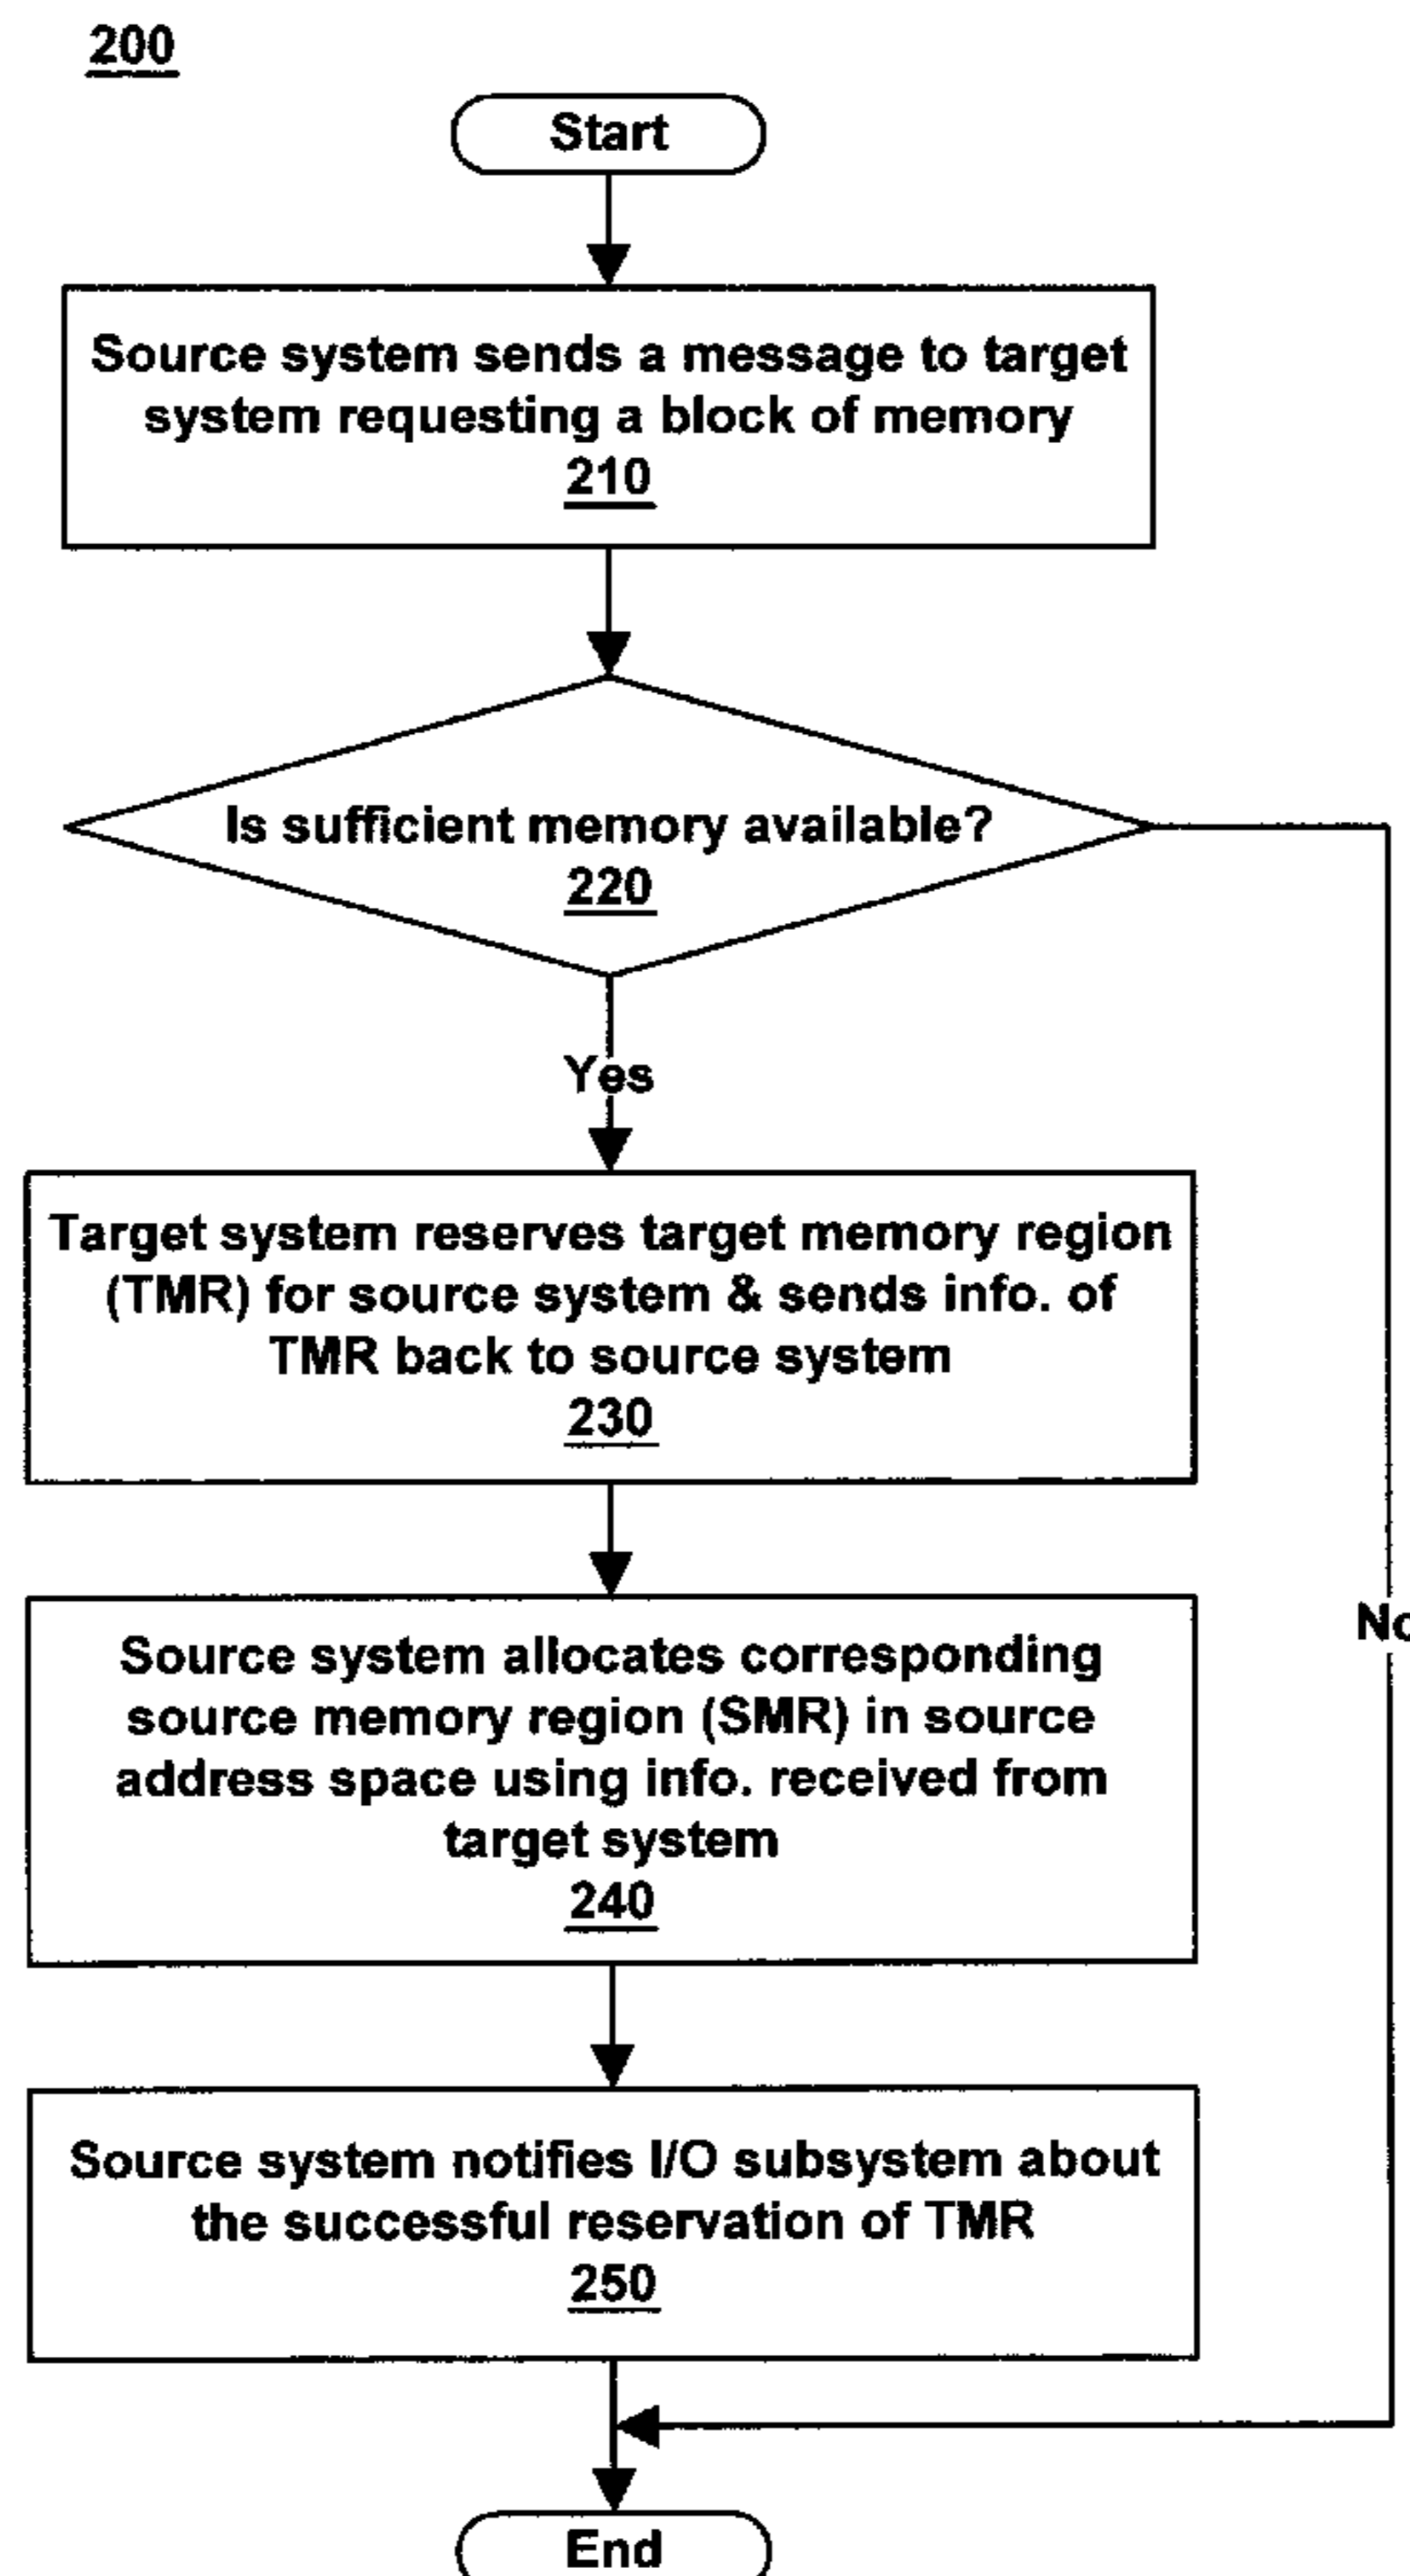 200
Start
Source system sends a message to target
system requesting a block of memory
210
Is sufficient memory available?
220
Yes
Target system reserves target memory region
(TMR) for source system & sends info. of
TMR back to source system
230
No
Source system allocates corresponding
source memory region (SMR) in source
address space using info. received from
target system
240
Source system notifies I/O subsystem about
the successful reservation of TMR
250
End